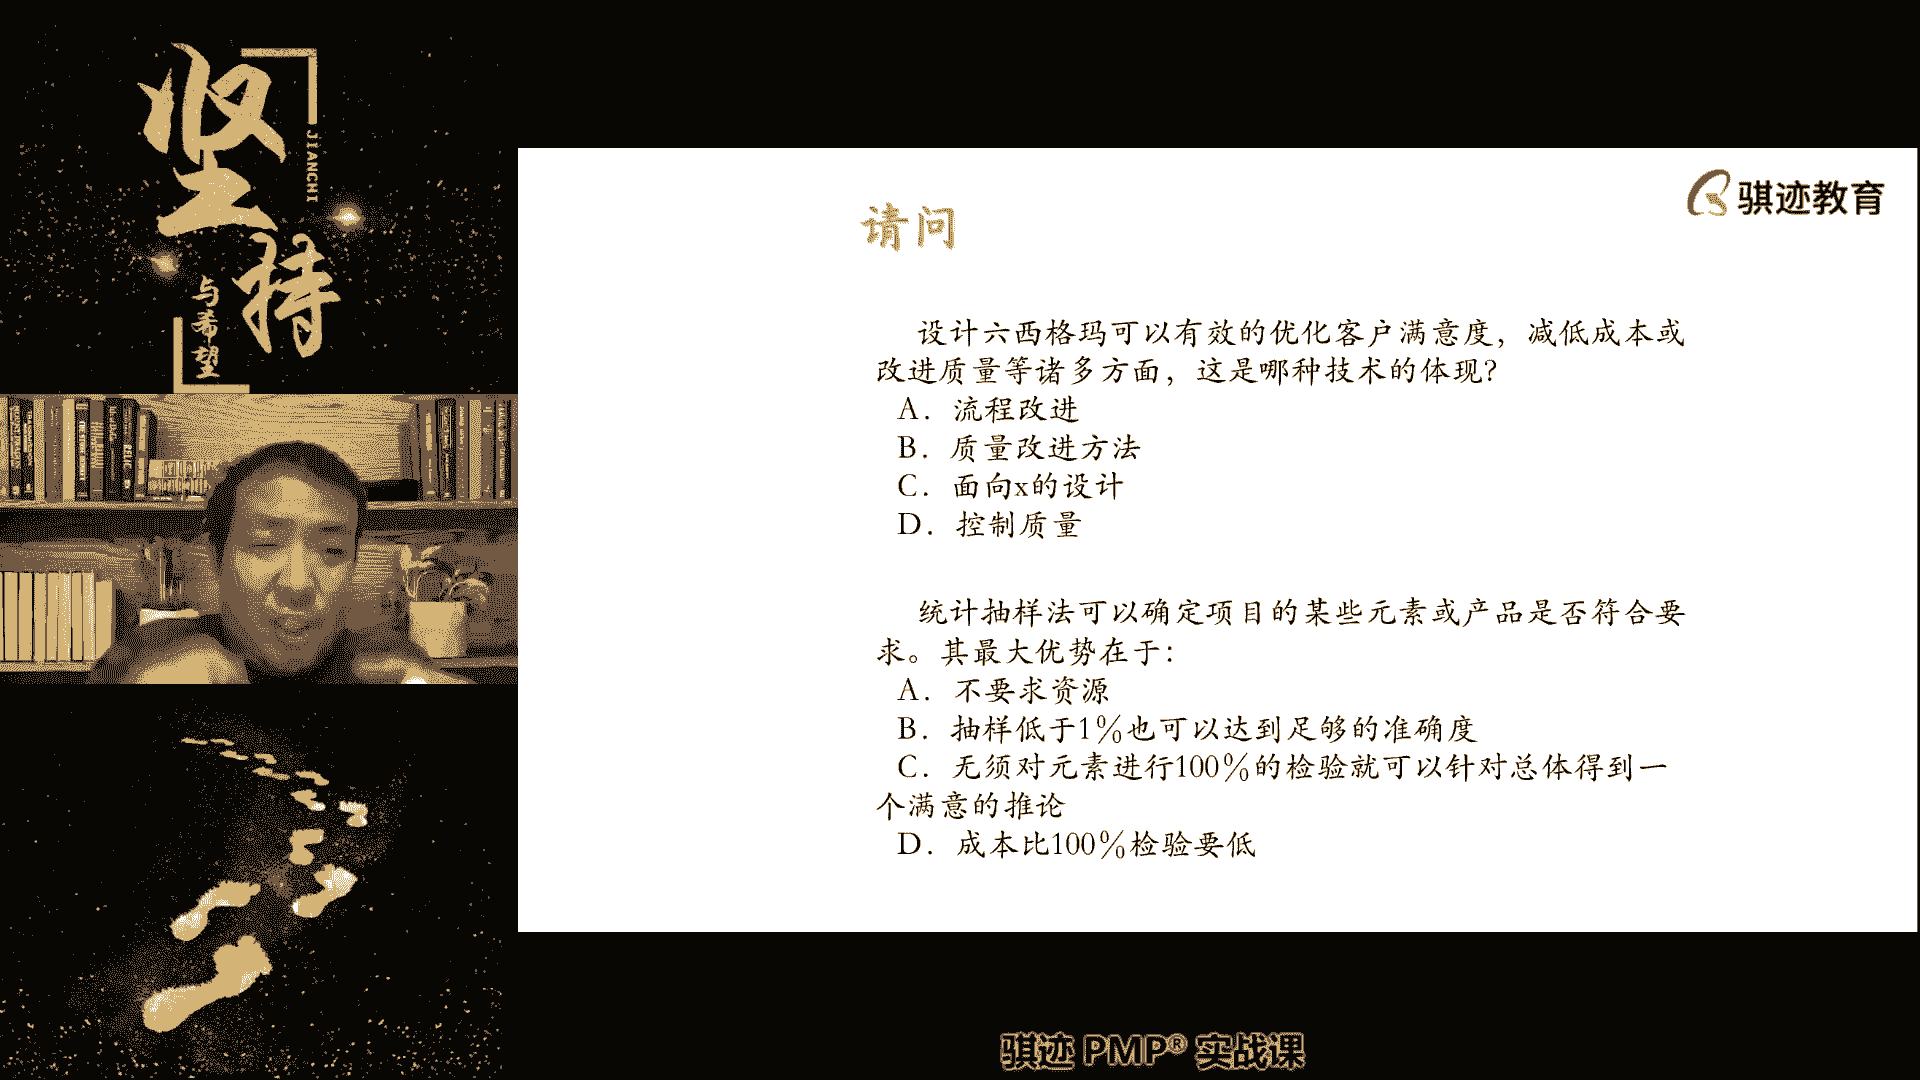 坚持
JIANCHI
与希望
骐迹教育
请问
设计六西格玛可以有效的优化客户满意度，减低成本或
改进质量等诸多方面，这是哪种技术的体现？
A．流程改进
B．质量改进方法
C．面向x的设计
D．控制质量
统计抽样法可以确定项目的某些元素或产品是否符合要
求。其最大优势在于：
A．不要求资源
B．抽样低于1%也可以达到足够的准确度
C．无须对元素进行100%的检验就可以针对总体得到一
个满意的推论
D．成本比100%检验要低
骐迹 PMP® 实战课